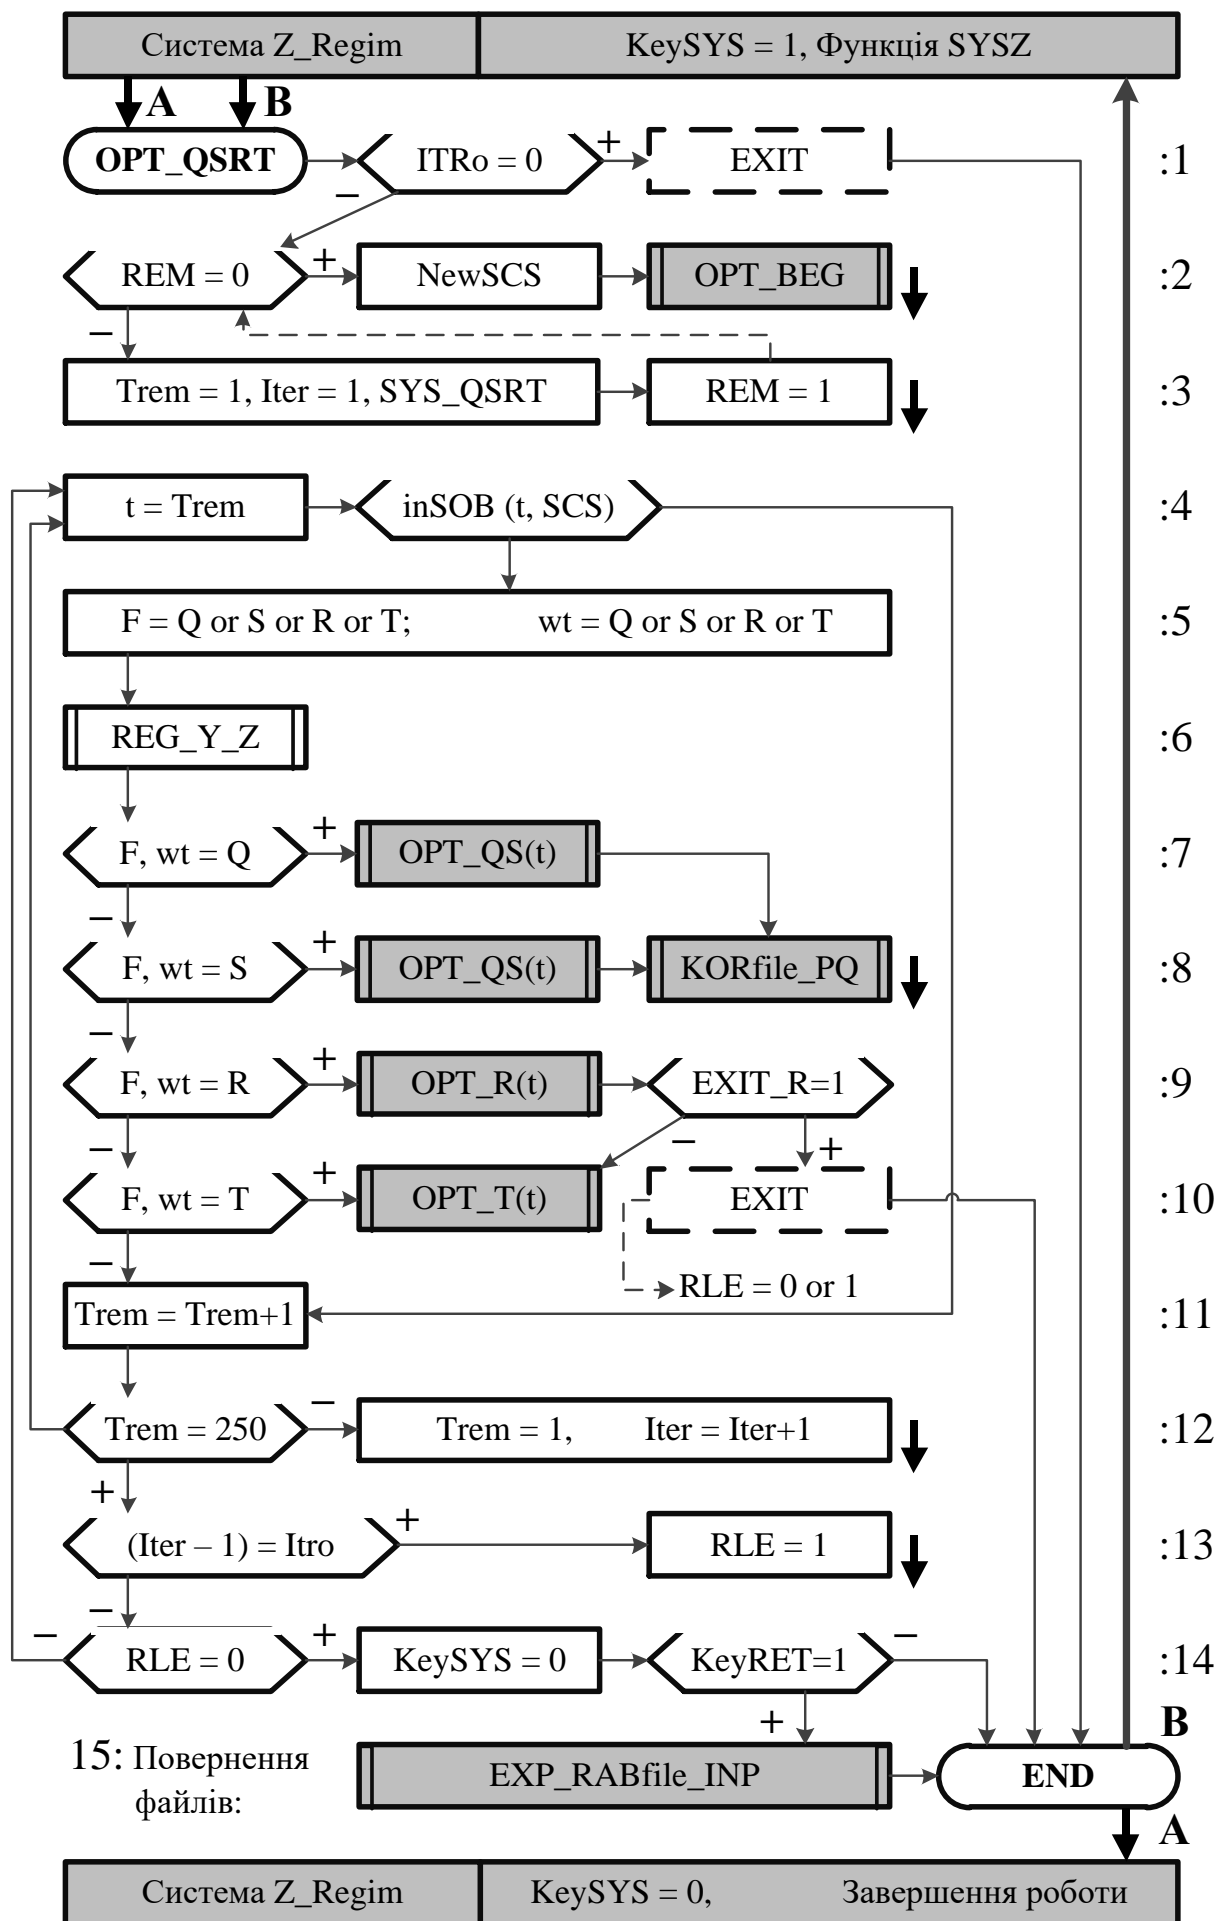 Система Z_Regim KeySYS = 1, Функція SYSZ
A B
OPT_QSRT ITRo = 0 + EXIT :1
−
REM = 0 + NewSCS OPT_BEG :2
−
Trem = 1, Iter = 1, SYS_QSRT REM = 1 :3
t = Trem inSOB (t, SCS) :4
F = Q or S or R or T; wt = Q or S or R or T :5
REG_Y_Z :6
F, wt = Q + OPT_QS(t) :7
−
F, wt = S + OPT_QS(t) KORfile_PQ :8
−
F, wt = R + OPT_R(t) EXIT_R=1 :9
− − +
F, wt = T + OPT_T(t) EXIT :10
−
RLE = 0 or 1
Trem = Trem+1 :11
Trem = 250 − Trem = 1, Iter = Iter+1 :12
+
(Iter – 1) = Itro + RLE = 1 :13
−
− RLE = 0 + KeySYS = 0 KeyRET=1 − :14
+ B
15: Повернення EXP_RABfile_INP END
файлів:
A
Система Z_Regim KeySYS = 0, Завершення роботи